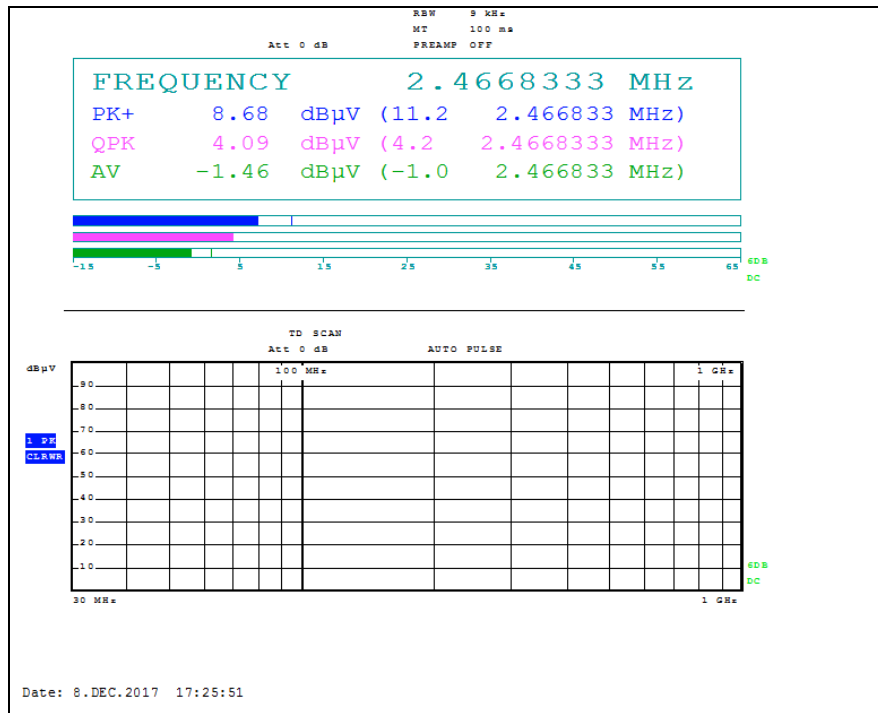 RBW 9 kHz
MT 100 ms
Att 0 dB PREAMP OFF
FREQUENCY 2.4668333 MHz
PK+ 8.68 dBµV (11.2 2.466833 MHz)
QPK 4.09 dBµV (4.2 2.4668333 MHz)
AV -1.46 dBµV (-1.0 2.466833 MHz)
-15 -5 5 15 25 35 45 55 65
6DB
DC
TD SCAN
Att 0 dB AUTO PULSE
dBµV
100 MHz 1 GHz
90
80
70
1 PK
60
CLRWR
50
40
30
20
10
6DB
DC
30 MHz 1 GHz
Date: 8.DEC.2017 17:25:51